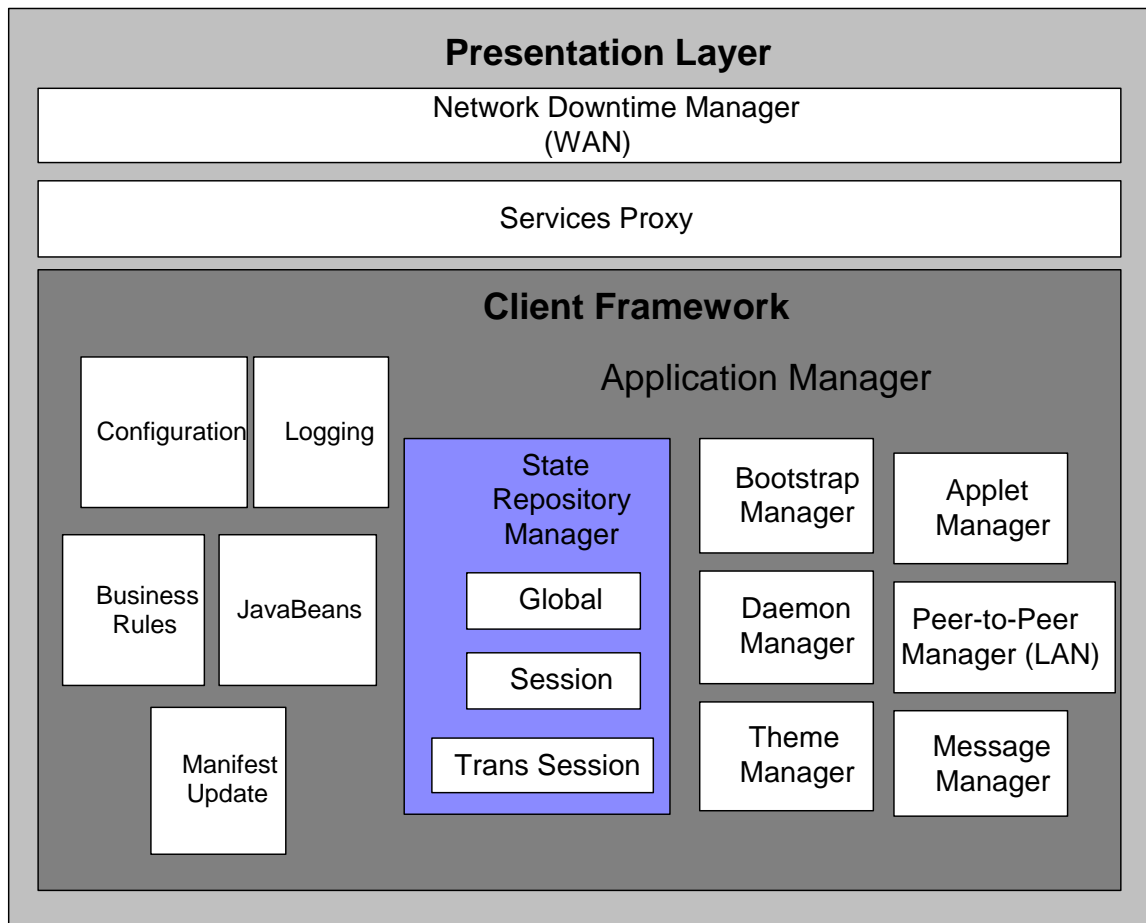 Presentation Layer
Network Downtime Manager
(WAN)
Services Proxy
Client Framework
Application Manager
Configuration
Logging
Business
Rules
JavaBeans
Manifest
Update
State
Repository
Manager
Global
Session
Trans Session
Bootstrap
Manager
Daemon
Manager
Theme
Manager
Applet
Manager
Peer-to-Peer
Manager (LAN)
Message
Manager